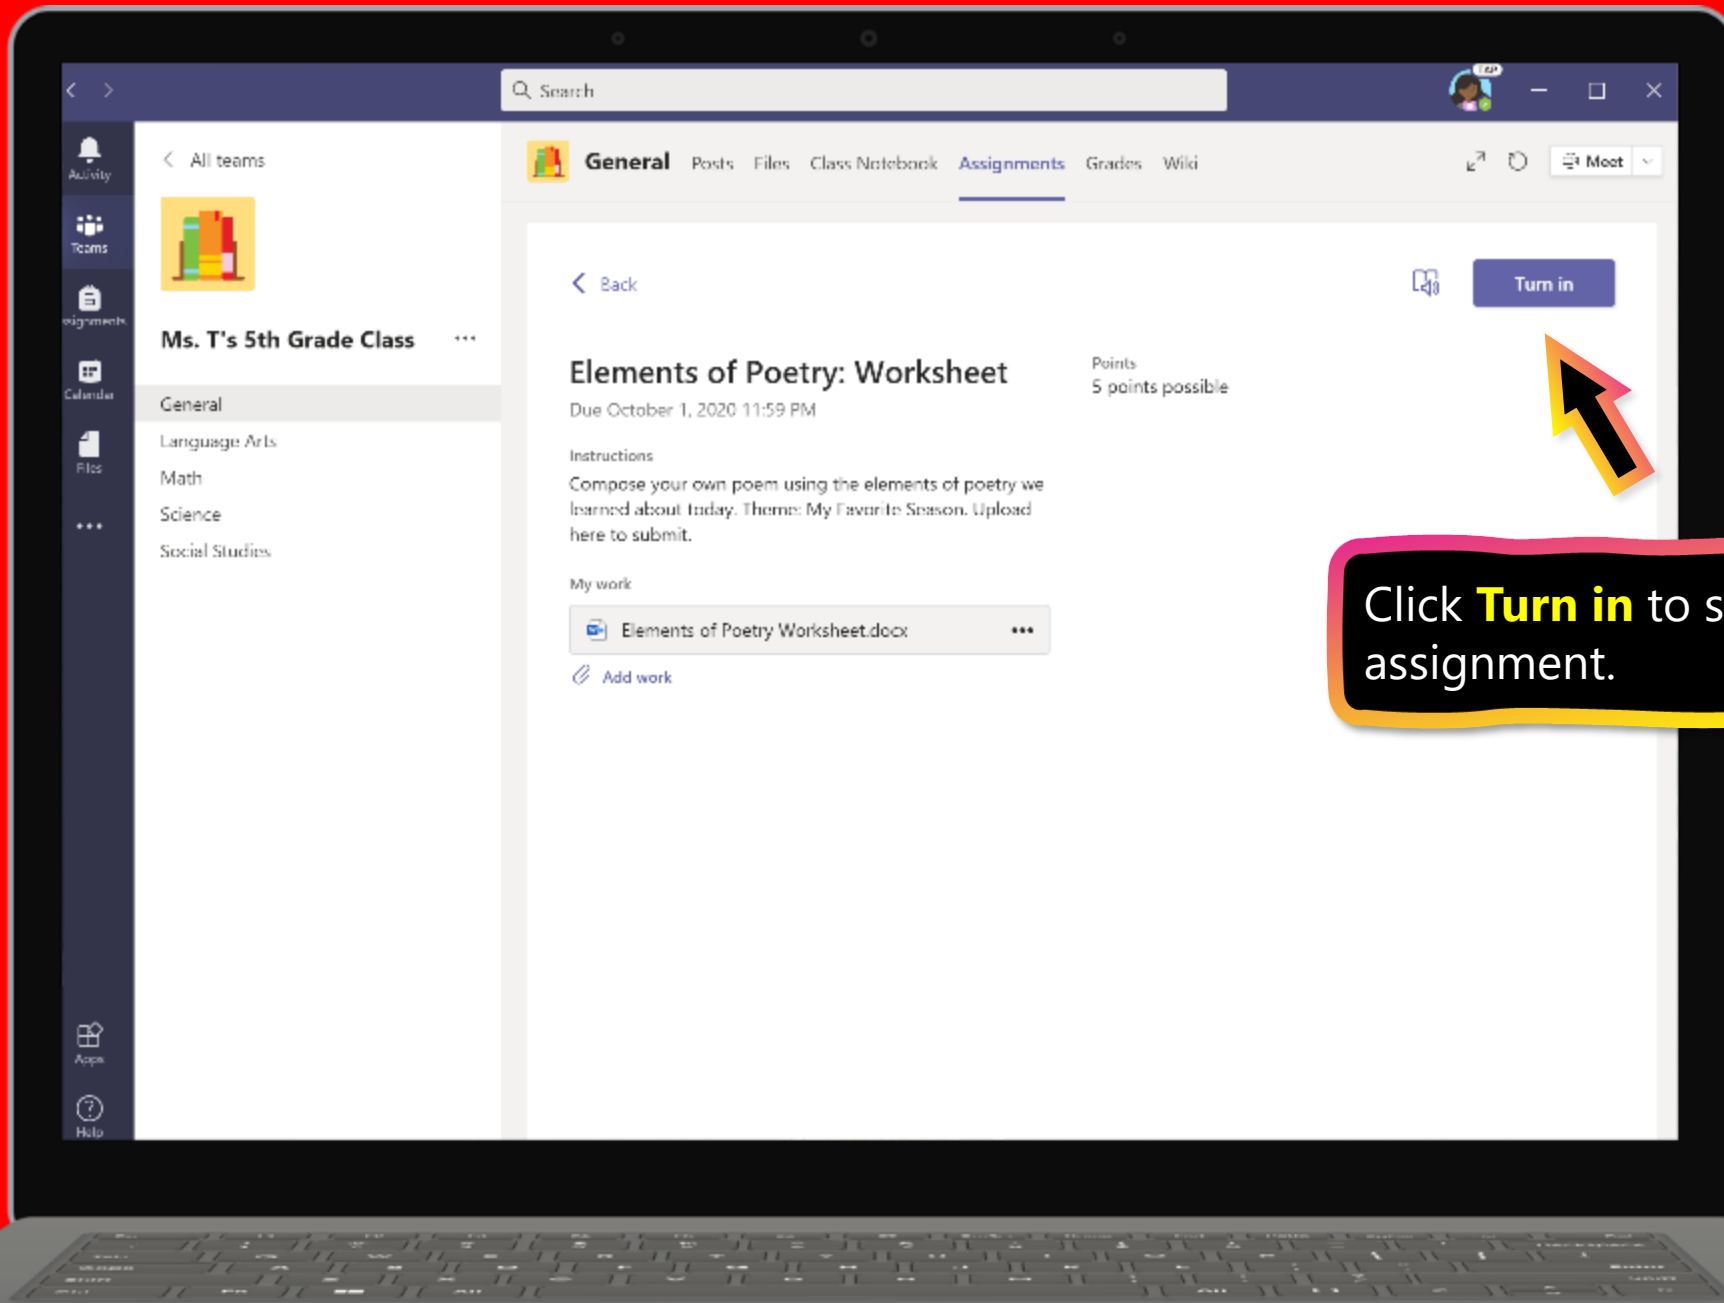 Search
TAP
Activity
Teams
Calendar
Files
Apps
Help
All teams
Ms. T's 5th Grade Class
General
Language Arts
Math
Science
Social Studies
General Posts Files Class Notebook Assignments Grades Wiki
Meet
Back
Turn in
Elements of Poetry: Worksheet
Due October 1, 2020 11:59 PM
Points
5 points possible
Instructions
Compose your own poem using the elements of poetry we
learned about today. Theme: My Favorite Season. Upload
here to submit.
My work
Elements of Poetry Worksheet.docx
Add work
Click Turn in to s
assignment.